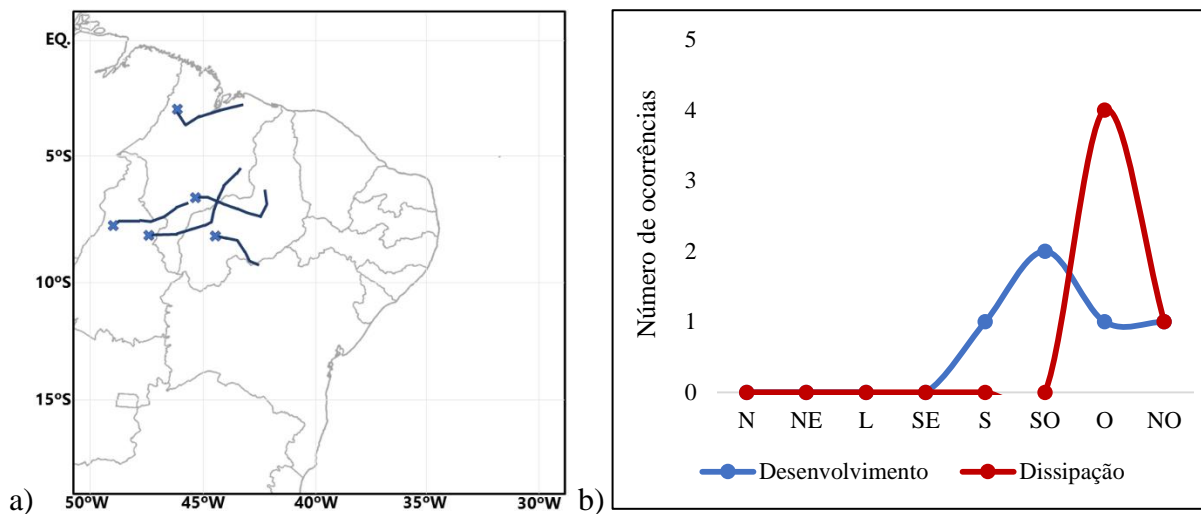 EQ.
5ºS
10ºS
15ºS
50ºW 45ºW 40ºW 35ºW 30ºW
a)
Número de ocorrências
5
4
3
2
1
0
N NE L SE S SO O NO
Desenvolvimento Dissipação
b)